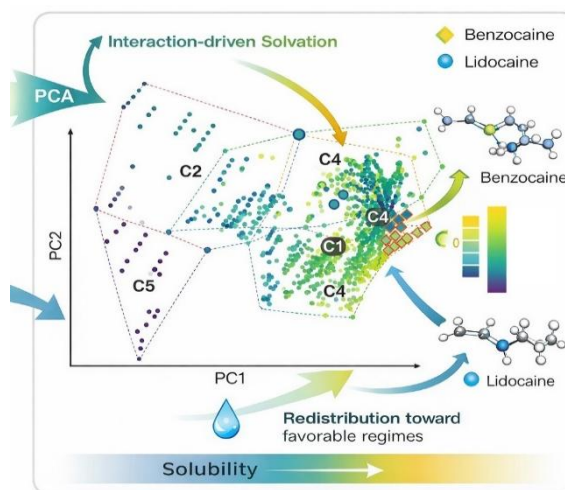 Interaction-driven Solvation
Benzocaine
Lidocaine
PCA
C2
C4
C4
C1
C4
C5
Benzocaine
0
PC2
PC1
Lidocaine
Redistribution toward
favorable regimes
Solubility